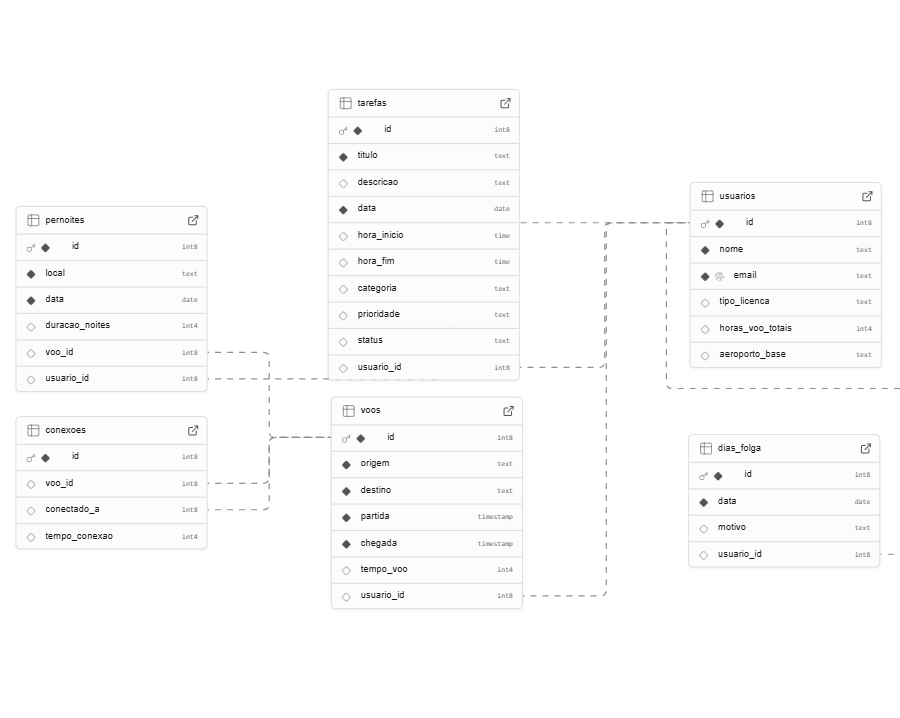 tarefas
id int8
titulo text
descricao text
data date
hora_inicio time
hora_fim time
categoria text
prioridade text
status text
usuario_id int8
usuarios
id int8
nome text
email text
tipo_licenca text
horas_voo_totais int4
aeroporto_base text
pernoites
id int8
local text
data date
duracao_noites int4
voo_id int8
usuario_id int8
conexoes
id int8
voo_id int8
conectado_a int8
tempo_conexao int4
voos
id int8
origem text
destino text
partida timestamp
chegada timestamp
tempo_voo int4
usuario_id int8
dias_folga
id int8
data date
motivo text
usuario_id int8